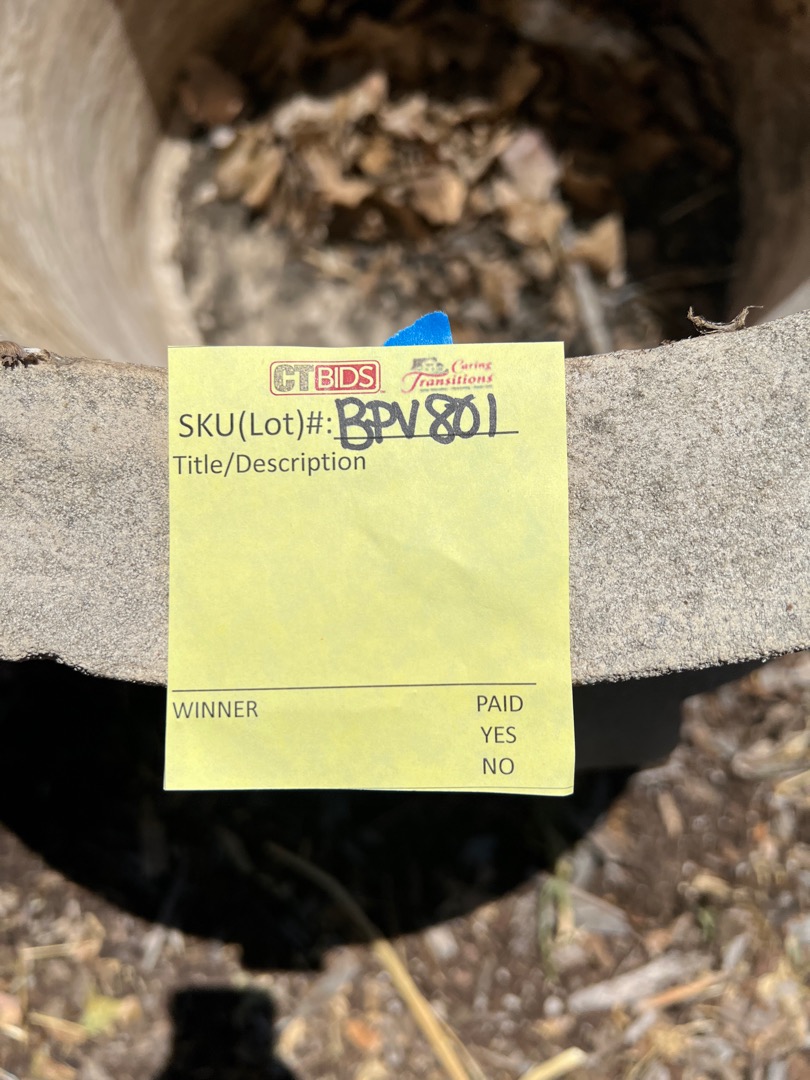 CTBIDS Caring Transitions
SKU(Lot)#: BPV801
Title/Description
WINNER PAID
YES
NO